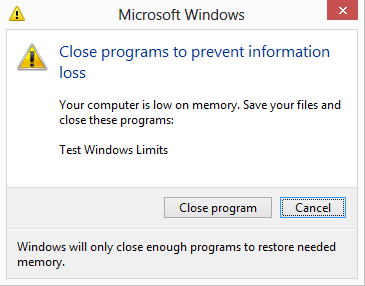 Microsoft Windows
Close programs to prevent information
loss
Your computer is low on memory. Save your files and
close these programs:
Test Windows Limits
Close program
Cancel
Windows will only close enough programs to restore needed
memory.